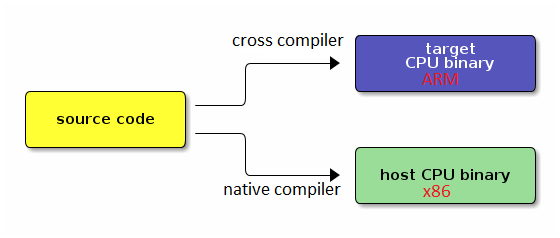 cross compiler
target
CPU binary
ARM
source code
native compiler
host CPU binary
x86